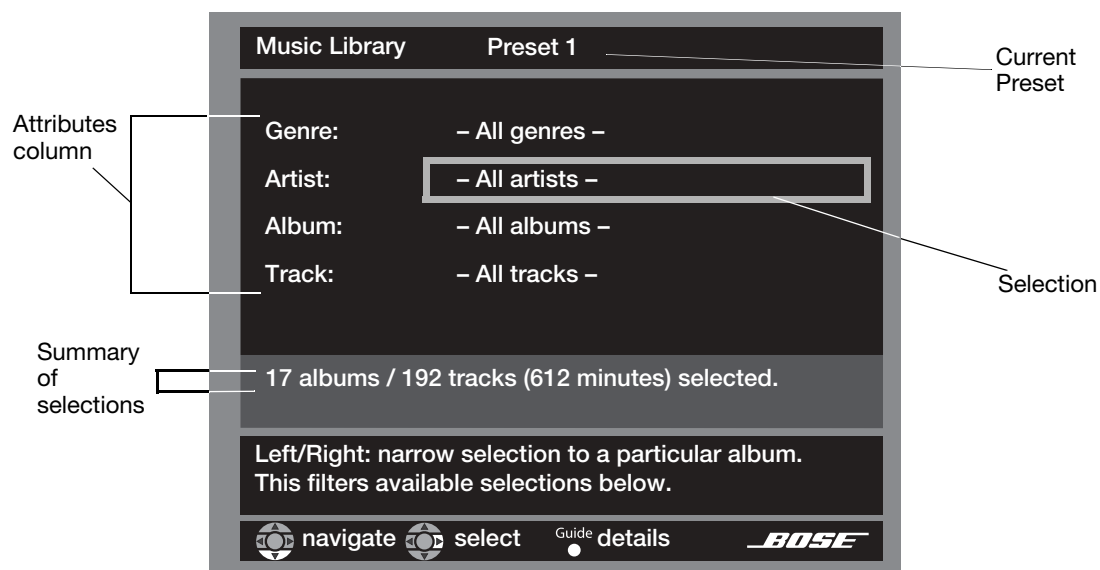 Music Library Preset 1
Current
Preset
Attributes
column
Genre: – All genres –
Artist: – All artists –
Album: – All albums –
Track: – All tracks –
Selection
Summary
of
selections
17 albums / 192 tracks (612 minutes) selected.
Left/Right: narrow selection to a particular album.
This filters available selections below.
navigate select Guide details BOSE